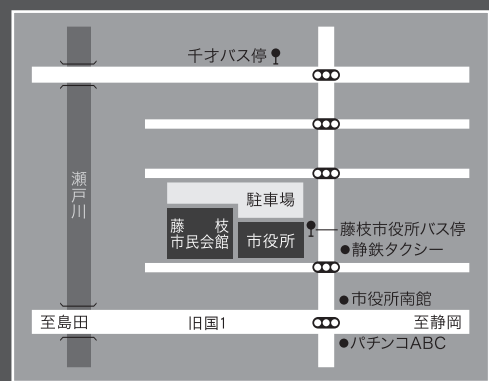 千才バス停
瀬戸川
駐車場
藤枝
市民会館
市役所
藤枝市役所バス停
●静鉄タクシー
●市役所南館
至島田
旧国1
至静岡
●パチンコABC